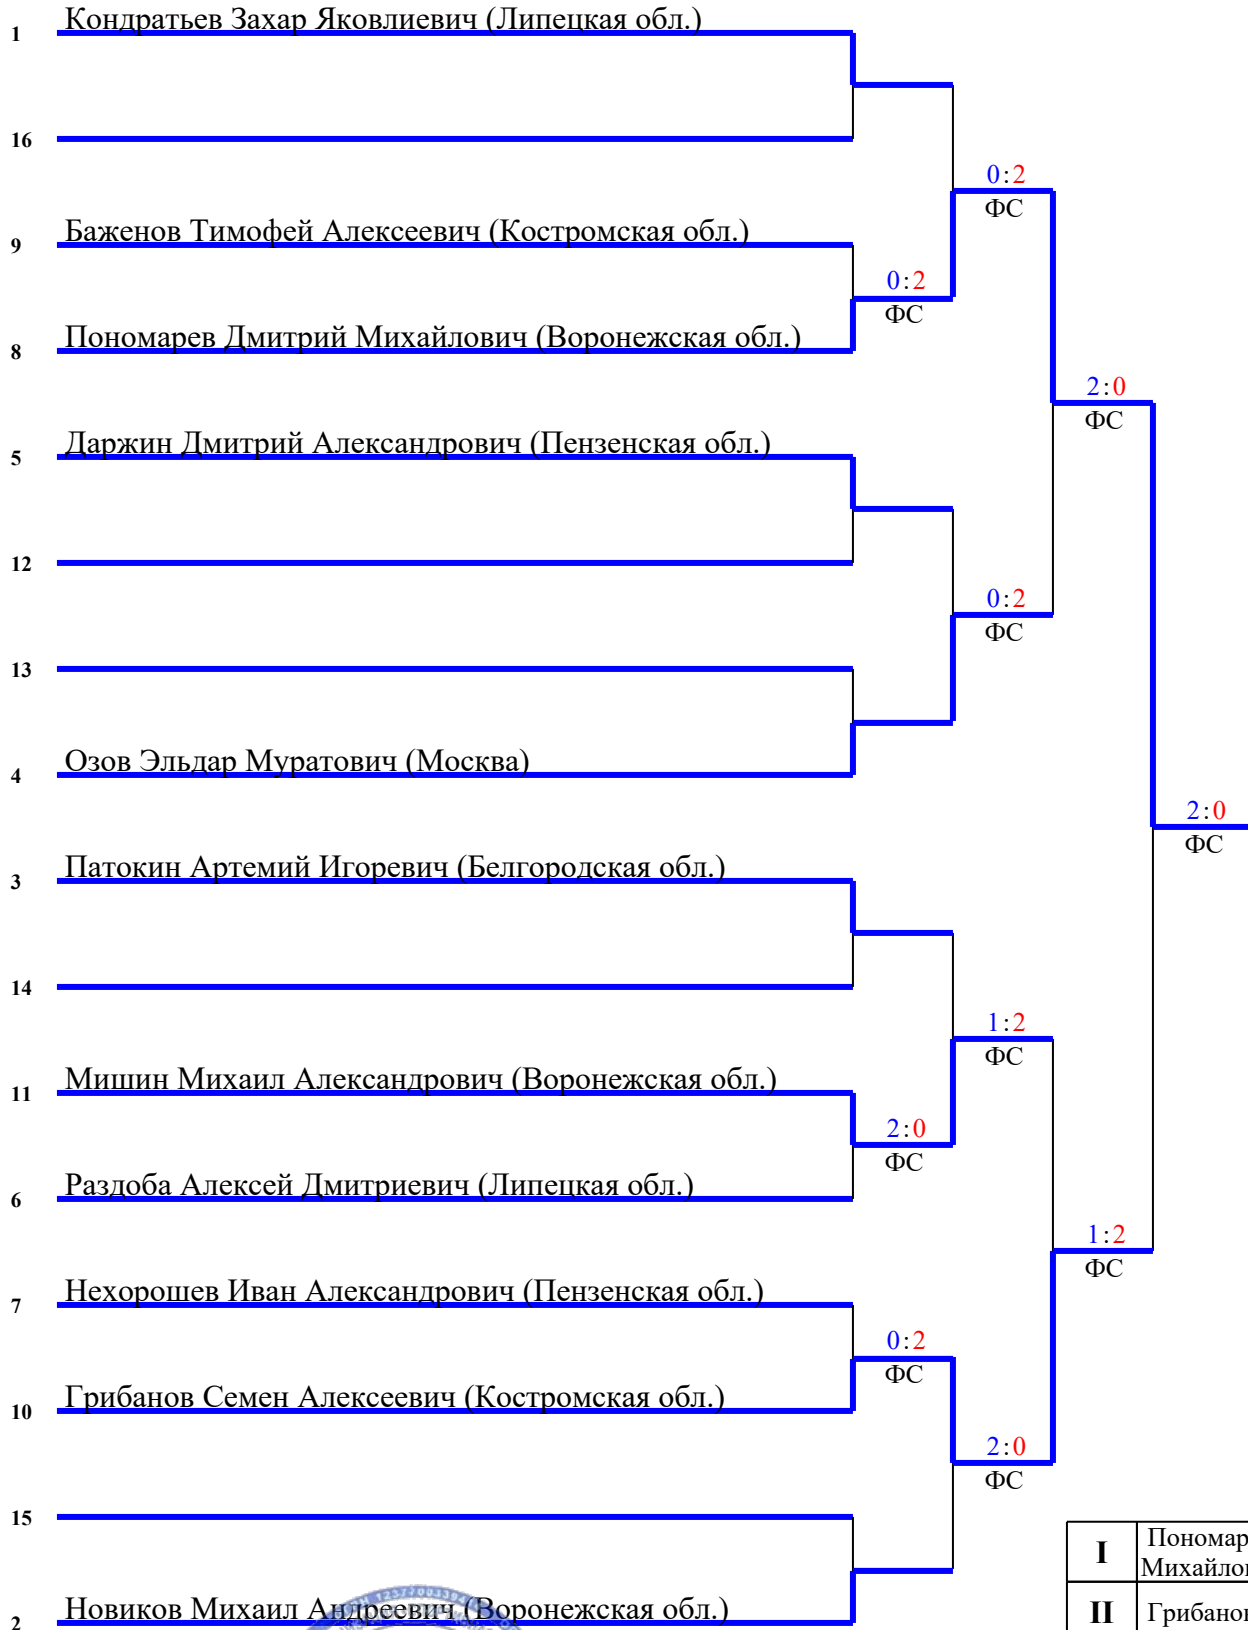 1 Кондратьев Захар Яковлиевич (Липецкая обл.)
16
0:2
ФС
9 Баженов Тимофей Алексеевич (Костромская обл.)
0:2
ФС
8 Пономарев Дмитрий Михайлович (Воронежская обл.)
2:0
ФС
5 Даржин Дмитрий Александрович (Пензенская обл.)
12
0:2
ФС
13
4 Озов Эльдар Муратович (Москва)
2:0
ФС
3 Патокин Артемий Игоревич (Белгородская обл.)
14
1:2
ФС
11 Мишин Михаил Александрович (Воронежская обл.)
2:0
ФС
6 Раздоба Алексей Дмитриевич (Липецкая обл.)
1:2
ФС
7 Нехорошев Иван Александрович (Пензенская обл.)
0:2
ФС
10 Грибанов Семен Алексеевич (Костромская обл.)
2:0
ФС
15
I Пономар
Михайло
2 Новиков Михаил Андреевич (Воронежская обл.)
II Грибано